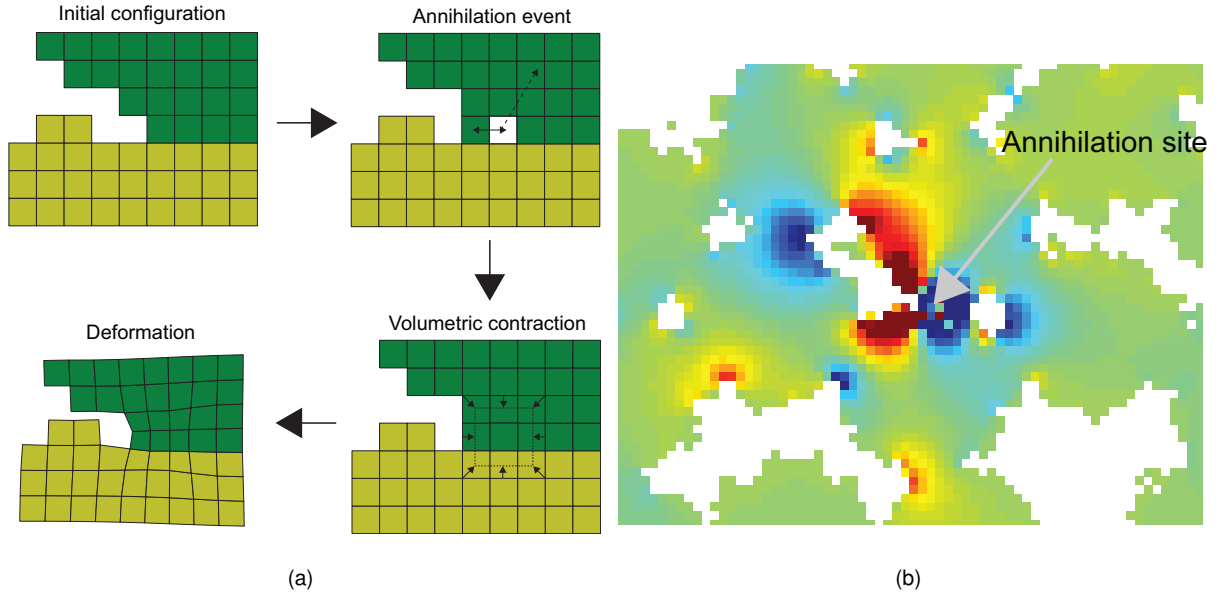 Initial configuration
Annihilation event
Annihilation site
Deformation
Volumetric contraction
(a)
(b)